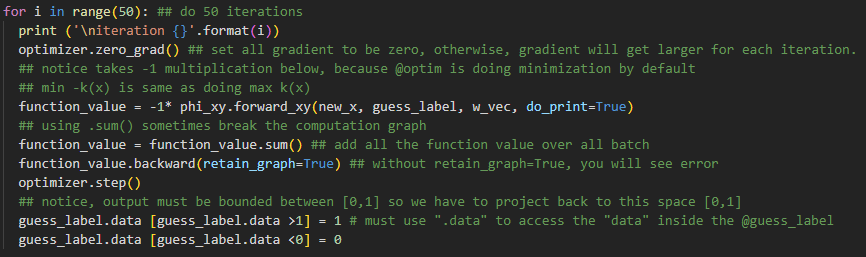 for i in range(50): ## do 50 iterations
print ('\niteration {}'.format(i))
optimizer.zero_grad() ## set all gradient to be zero, otherwise, gradient will get larger for each iteration.
## notice takes -1 multiplication below, because @optim is doing minimization by default
## min -k(x) is same as doing max k(x)
function_value = -1* phi_xy.forward_xy(new_x, guess_label, w_vec, do_print=True)
## using .sum() sometimes break the computation graph
function_value = function_value.sum() ## add all the function value over all batch
function_value.backward(retain_graph=True) ## without retain_graph=True, you will see error
optimizer.step()
## notice, output must be bounded between [0,1] so we have to project back to this space [0,1]
guess_label.data [guess_label.data >1] = 1 # must use ".data" to access the "data" inside the @guess_label
guess_label.data [guess_label.data <0] = 0